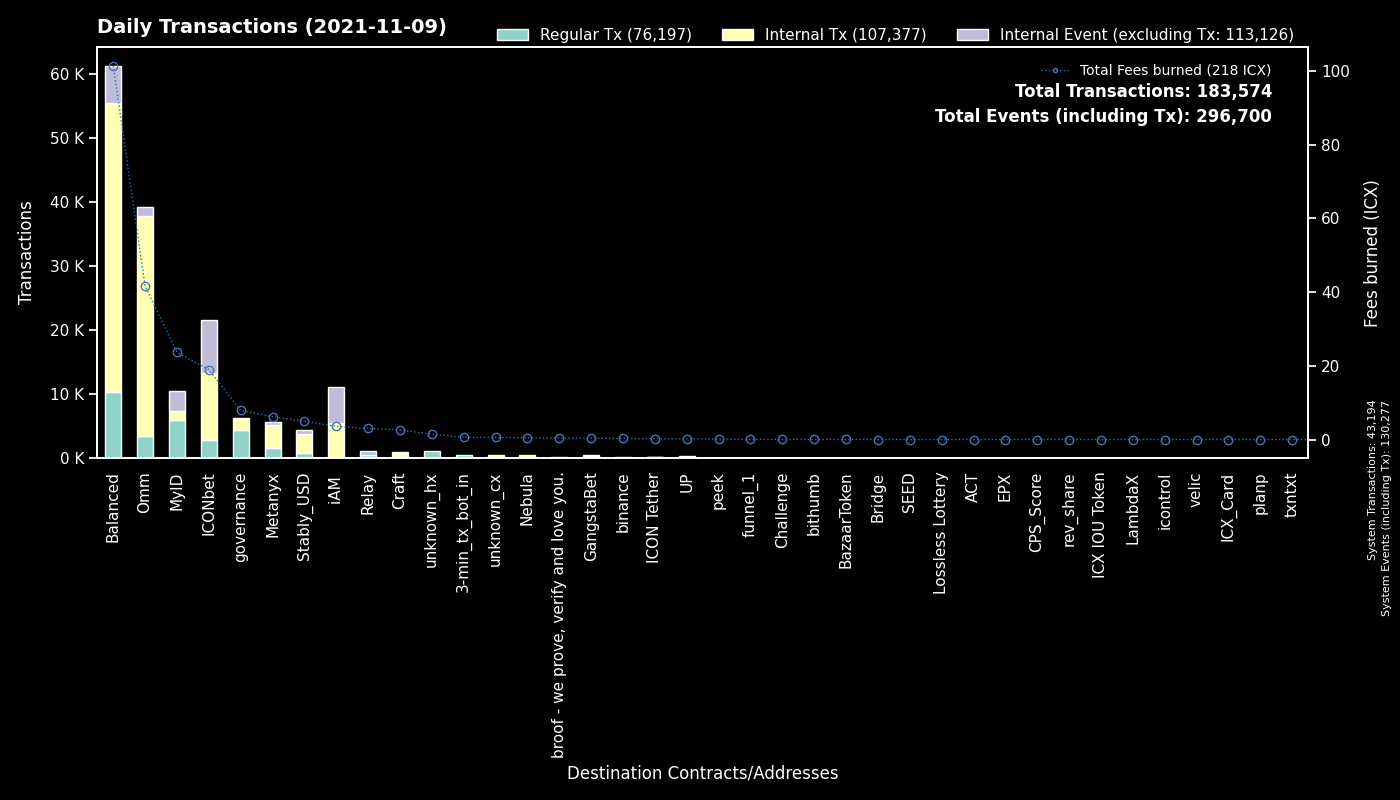 Daily Transactions (2021-11-09)
Regular Tx (76,197)
Internal Tx (107,377)
Internal Event (excluding Tx: 113,126)
Total Fees burned (218 ICX)
Total Transactions: 183,574
Total Events (including Tx): 296,700
Transactions
60 K
50 K
40 K
30 K
20 K
10 K
0 K
100
80
60
40
20
0
Fees burned (ICX)
System Transactions: 43,194
System Events (including Tx): 130,277
Balanced
Omm
MyID
ICONbet
governance
Metanyx
Stably_USD
iAM
Relay
Craft
unknown_hx
3-min_tx_bot_in
unknown_cx
Nebula
broof - we prove, verify and love you.
GangstaBet
binance
ICON Tether
UP
peek
funnel_1
Challenge
bithumb
BazaarToken
Bridge
SEED
Lossless Lottery
ACT
EPX
CPS_Score
rev_share
ICX IOU Token
LambdaX
icontrol
velic
ICX_Card
planp
txntxt
Destination Contracts/Addresses